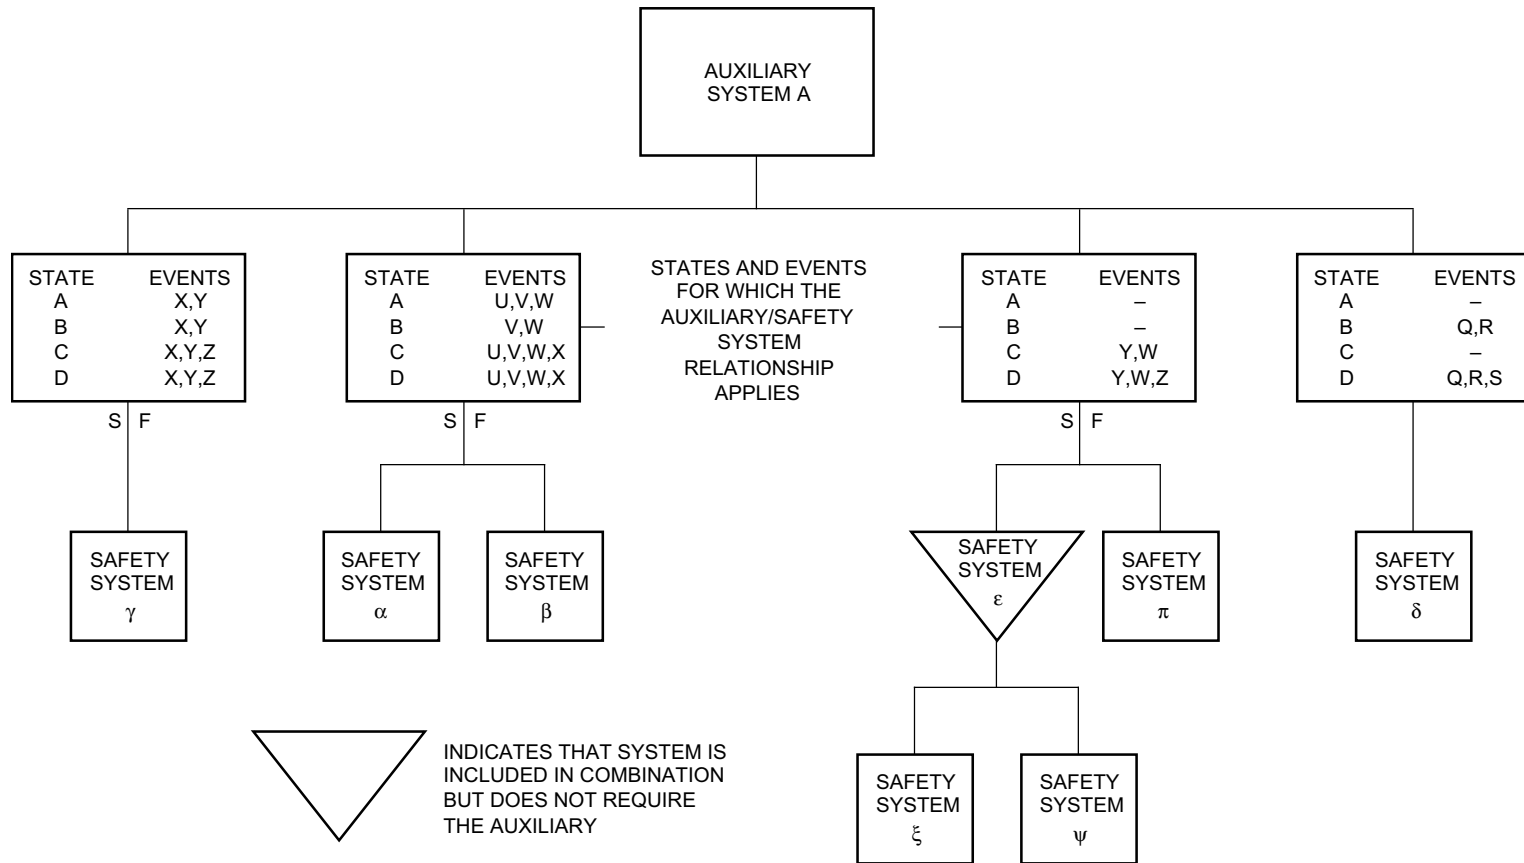 AUXILIARY
SYSTEM A
STATE EVENTS
A X,Y
B X,Y
C X,Y,Z
D X,Y,Z
S F
SAFETY
SYSTEM
γ
STATE EVENTS
A U,V,W
B V,W
C U,V,W,X
D U,V,W,X
S F
SAFETY
SYSTEM
α
SAFETY
SYSTEM
β
STATES AND EVENTS
FOR WHICH THE
AUXILIARY/SAFETY
SYSTEM
RELATIONSHIP
APPLIES
STATE EVENTS
A –
B –
C Y,W
D Y,W,Z
S F
SAFETY
SYSTEM
ε
SAFETY
SYSTEM
π
STATE EVENTS
A –
B Q,R
C –
D Q,R,S
SAFETY
SYSTEM
δ
SAFETY
SYSTEM
ξ
SAFETY
SYSTEM
ψ
INDICATES THAT SYSTEM IS
INCLUDED IN COMBINATION
BUT DOES NOT REQUIRE
THE AUXILIARY